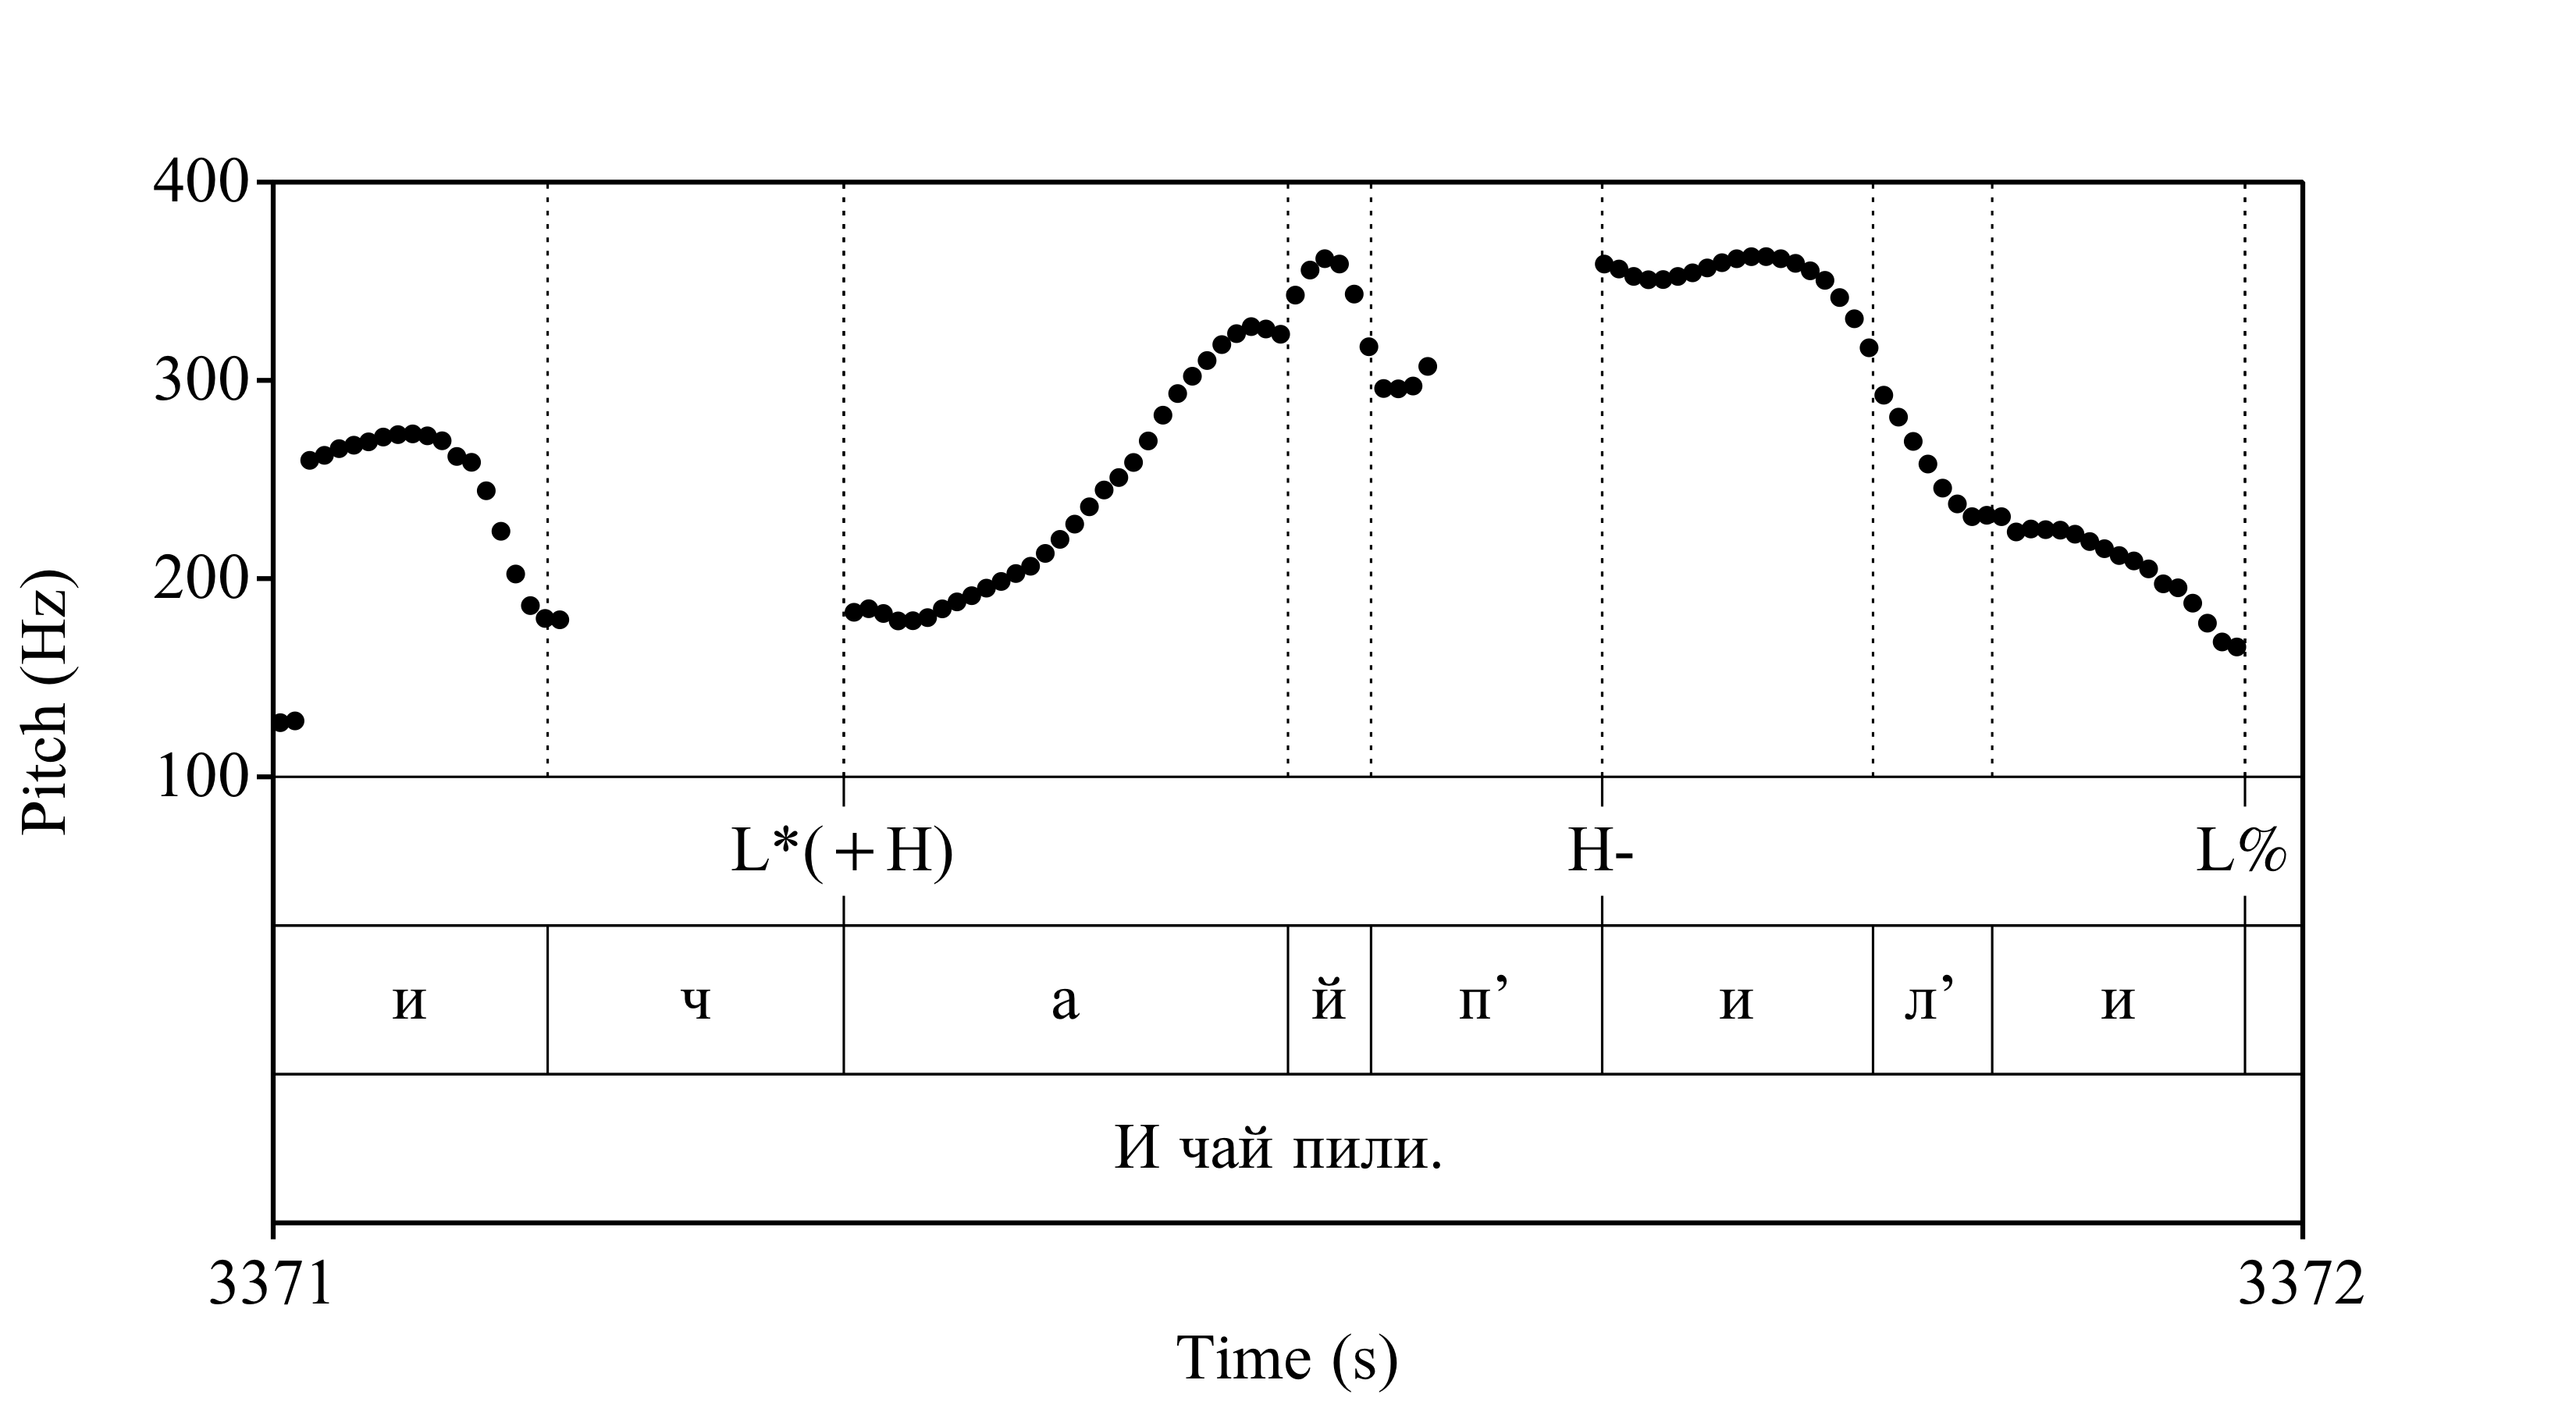 400
300
200
100
Pitch (Hz)
L*(+H) H- L%
и ч а й п’ и л’ и
И чай пили.
3371 3372
Time (s)